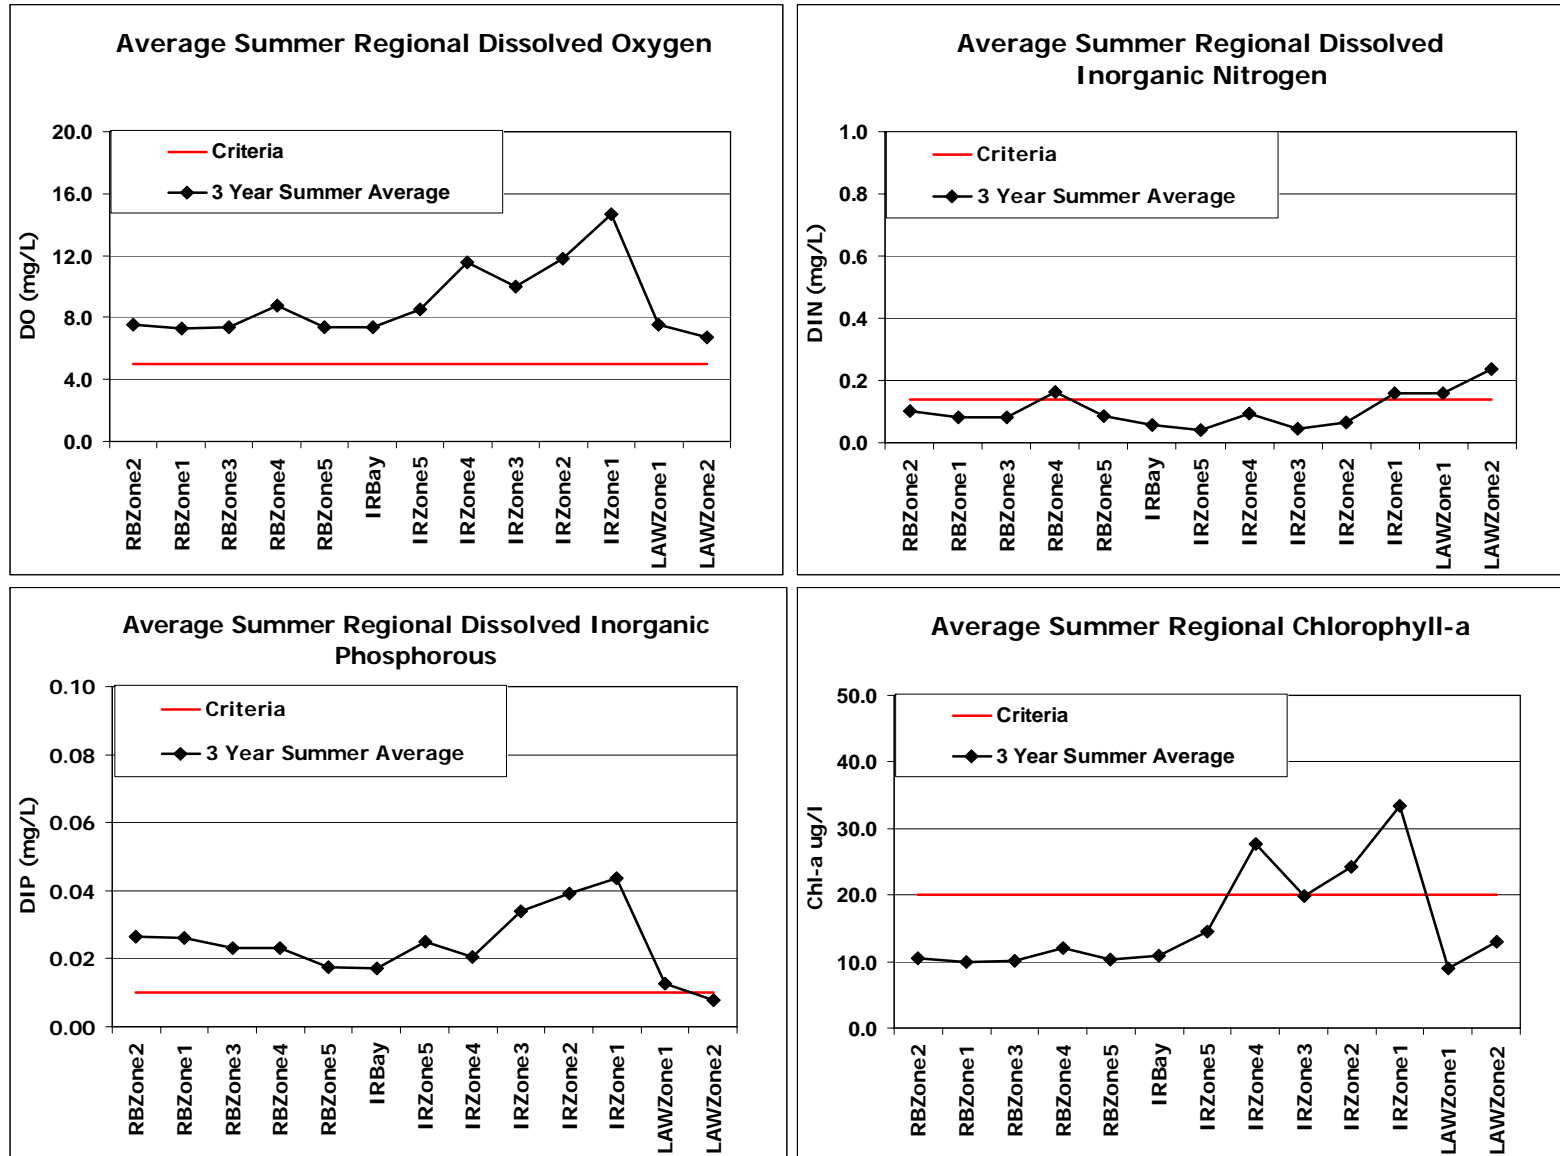 Average Summer Regional Dissolved Oxygen
20.0
16.0
12.0
8.0
4.0
0.0
DO (mg/L)
Criteria
3 Year Summer Average
RBZone2
RBZone1
RBZone3
RBZone4
RBZone5
IRBay
IRZone5
IRZone4
IRZone3
IRZone2
IRZone1
LAWZone1
LAWZone2
Average Summer Regional Dissolved
Inorganic Nitrogen
1.0
0.8
0.6
0.4
0.2
0.0
DIN (mg/L)
Criteria
3 Year Summer Average
RBZone2
RBZone1
RBZone3
RBZone4
RBZone5
IRBay
IRZone5
IRZone4
IRZone3
IRZone2
IRZone1
LAWZone1
LAWZone2
Average Summer Regional Dissolved Inorganic
Phosphorous
0.10
0.08
0.06
0.04
0.02
0.00
DIP (mg/L)
Criteria
3 Year Summer Average
RBZone2
RBZone1
RBZone3
RBZone4
RBZone5
IRBay
IRZone5
IRZone4
IRZone3
IRZone2
IRZone1
LAWZone1
LAWZone2
Average Summer Regional Chlorophyll-a
50.0
40.0
30.0
20.0
10.0
0.0
Chl-a ug/l
Criteria
3 Year Summer Average
RBZone2
RBZone1
RBZone3
RBZone4
RBZone5
IRBay
IRZone5
IRZone4
IRZone3
IRZone2
IRZone1
LAWZone1
LAWZone2